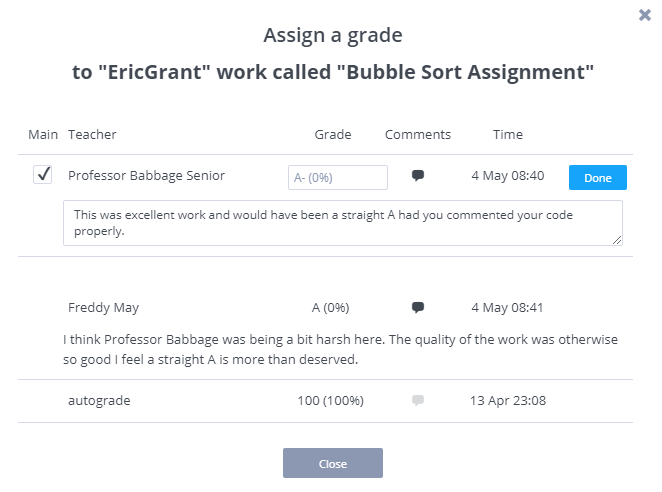 Assign a grade
to "EricGrant" work called "Bubble Sort Assignment"
Main Teacher Grade Comments Time
Professor Babbage Senior A- (0%) 4 May 08:40 Done
This was excellent work and would have been a straight A had you commented your code
properly.
Freddy May A (0%) 4 May 08:41
I think Professor Babbage was being a bit harsh here. The quality of the work was otherwise
so good I feel a straight A is more than deserved.
autograde 100 (100%) 13 Apr 23:08
Close